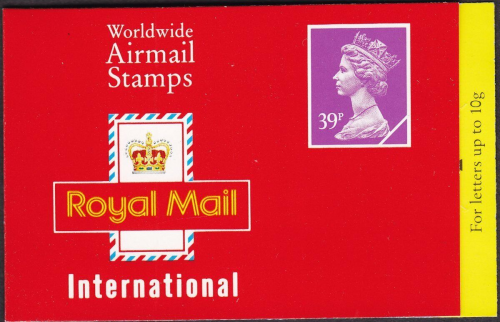 Worldwide
Airmail
Stamps
39P
Royal Mail
International
For letters up to 10g